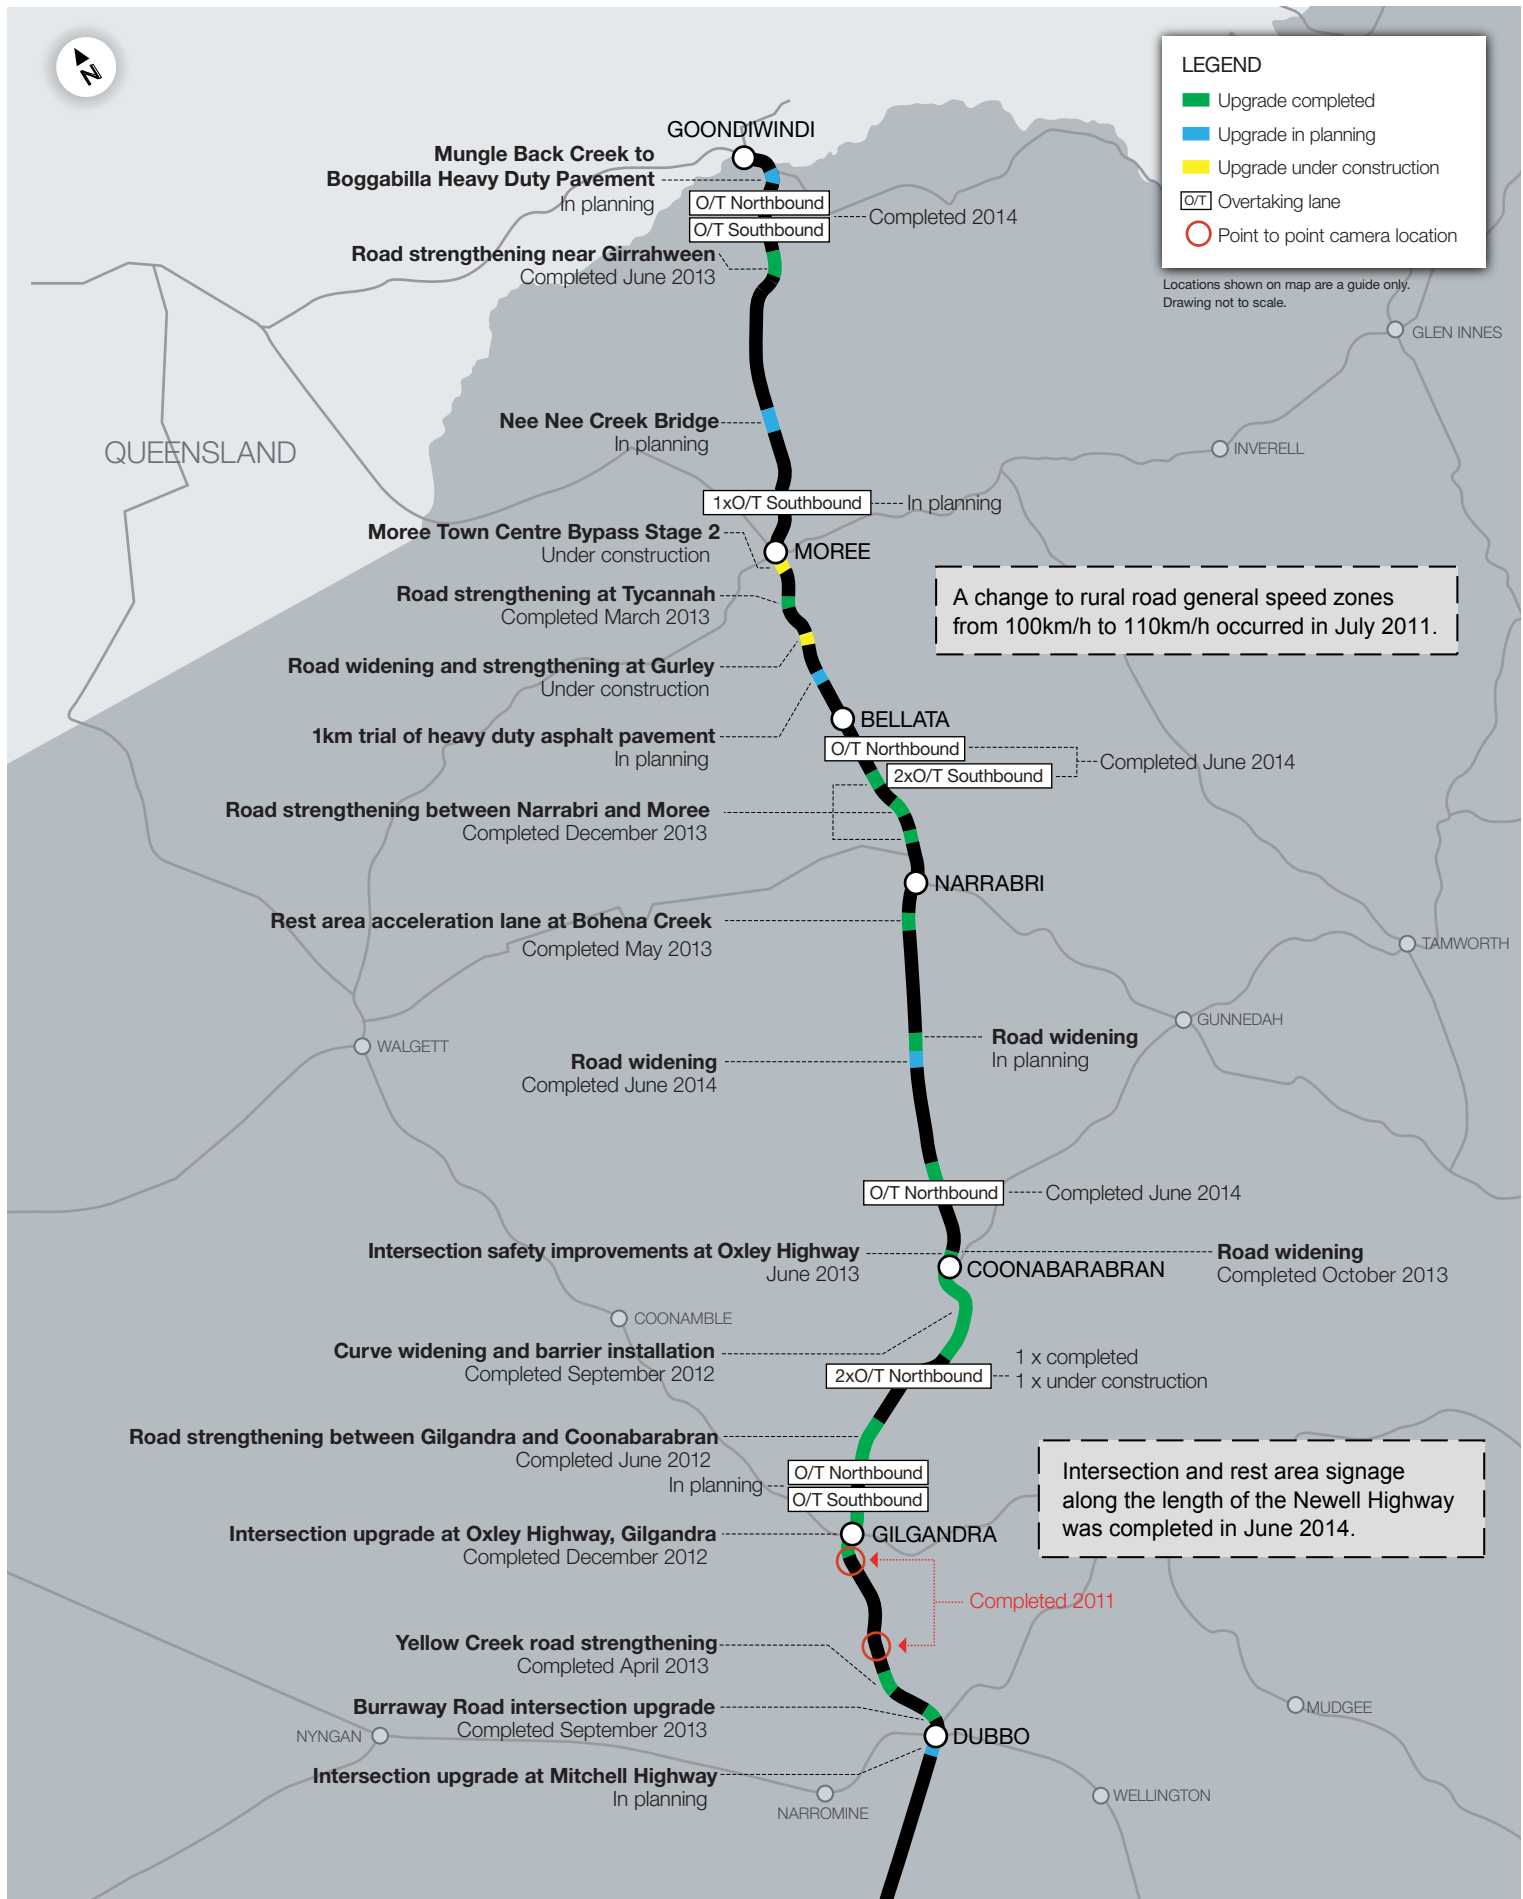 N
LEGEND
Upgrade completed
Upgrade in planning
Upgrade under construction
O/T Overtaking lane
Point to point camera location
Locations shown on map are a guide only.
Drawing not to scale.
GOONDIWINDI
Mungle Back Creek to
Boggabilla Heavy Duty Pavement
In planning
O/T Northbound
O/T Southbound
Completed 2014
Road strengthening near Girrahween
Completed June 2013
GLEN INNES
Nee Nee Creek Bridge
In planning
QUEENSLAND
INVERELL
1xO/T Southbound
In planning
Moree Town Centre Bypass Stage 2
Under construction
MOREE
Road strengthening at Tycannah
Completed March 2013
A change to rural road general speed zones
from 100km/h to 110km/h occurred in July 2011.
Road widening and strengthening at Gurley
Under construction
BELLATA
1km trial of heavy duty asphalt pavement
In planning
O/T Northbound
2xO/T Southbound
Completed June 2014
Road strengthening between Narrabri and Moree
Completed December 2013
NARRABRI
Rest area acceleration lane at Bohena Creek
Completed May 2013
TAMWORTH
GUNNEDAH
WALGETT
Road widening
In planning
Road widening
Completed June 2014
O/T Northbound
Completed June 2014
Intersection safety improvements at Oxley Highway
June 2013
Road widening
Completed October 2013
COONABARABRAN
COONAMBLE
Curve widening and barrier installation
Completed September 2012
2xO/T Northbound
1 x completed
1 x under construction
Road strengthening between Gilgandra and Coonabarabran
Completed June 2012
In planning
O/T Northbound
O/T Southbound
Intersection and rest area signage
along the length of the Newell Highway
was completed in June 2014.
Intersection upgrade at Oxley Highway, Gilgandra
Completed December 2012
GILGANDRA
Completed 2011
Yellow Creek road strengthening
Completed April 2013
Burraway Road intersection upgrade
Completed September 2013
MUDGEE
NYNGAN
DUBBO
Intersection upgrade at Mitchell Highway
In planning
NARROMINE
WELLINGTON